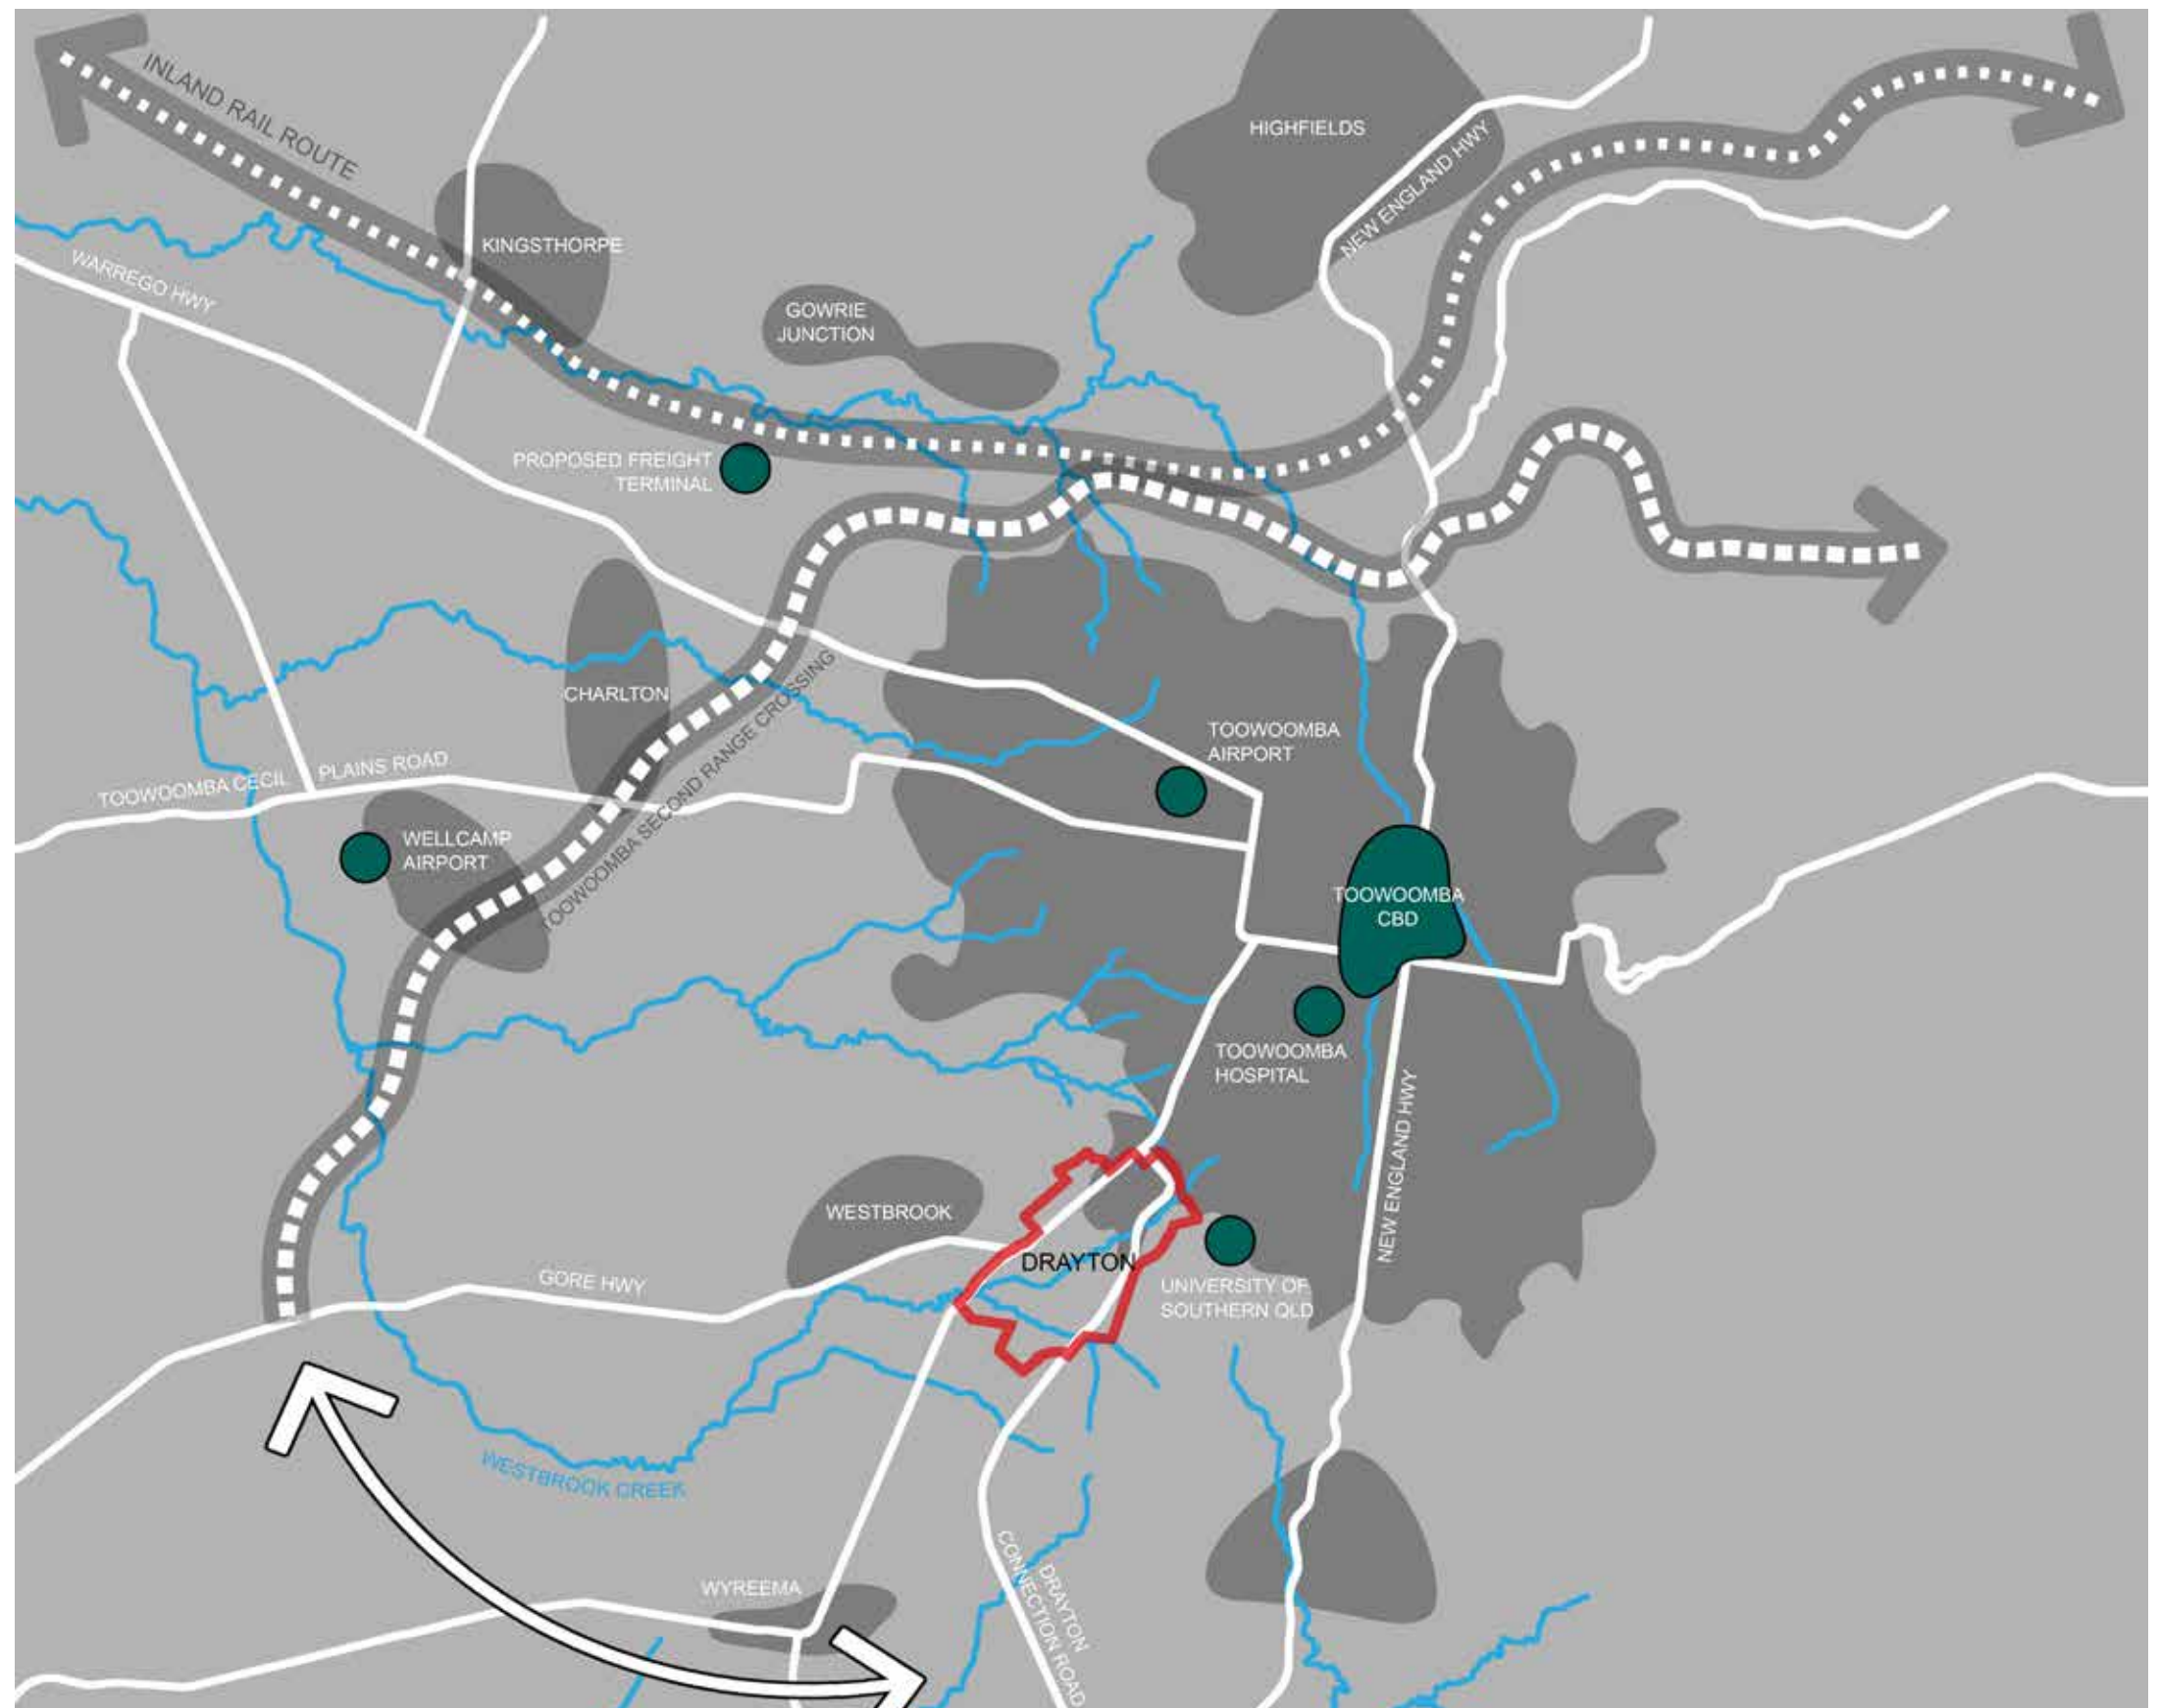 INLAND RAIL ROUTE
HIGHFIELDS
NEW ENGLAND HWY
KINGSTHORPE
WARREGO HWY
GOWRIE
JUNCTION
PROPOSED FREIGHT
TERMINAL
CHARLTON
TOOWOOMBA SECOND RANGE CROSSING
TOOWOOMBA
AIRPORT
TOOWOOMBA CECIL PLAINS ROAD
WELLCAMP
AIRPORT
TOOWOOMBA
CBD
TOOWOOMBA
HOSPITAL
NEW ENGLAND HWY
WESTBROOK
DRAYTON
GORE HWY
UNIVERSITY OF
SOUTHERN QLD
WESTBROOK CREEK
WYREEMA
DRAYTON
CONNECTION ROAD